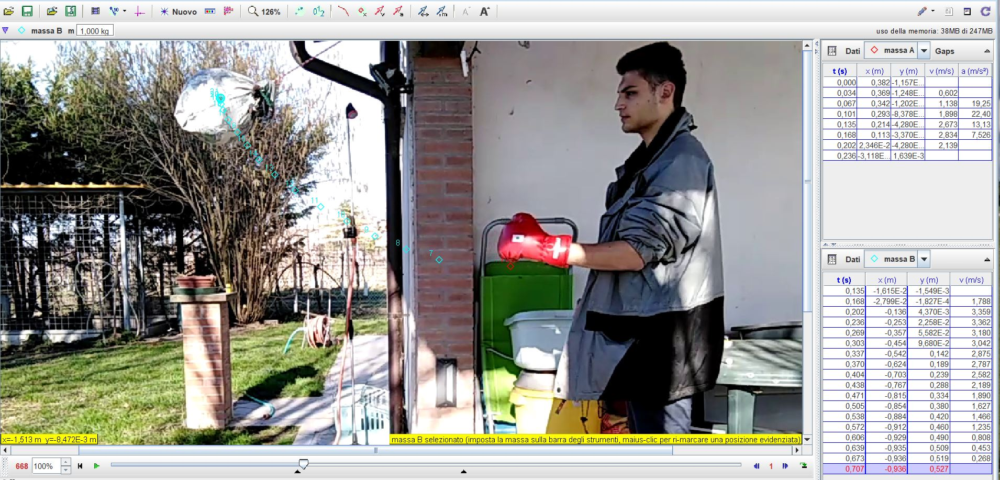 Nuovo 126%
massa B m 1,000 kg uso della memoria: 38MB di 247MB
Dati massa A Gaps
t (s) x (m) y (m) v (m/s) a (m/s²)
0,000 0,382 -1,157E...
0,034 0,369 -1,248E... 0,602
0,067 0,342 -1,202E... 1,138 19,25
0,101 0,293 -8,378E... 1,898 22,40
0,135 0,214 -4,280E... 2,673 13,13
0,168 0,113 -3,370E... 2,834 7,526
0,202 2,346E-2 -4,280E... 2,139
0,236 -3,118E... 1,639E-3
14
13
12
11
10
9
8
7
Dati massa B
t (s) x (m) y (m) v (m/s)
0,135 -1,615E-2 -1,549E-3
0,168 -2,799E-2 -1,827E-4 1,788
0,202 -0,136 4,370E-3 3,359
0,236 -0,253 2,258E-2 3,362
0,269 -0,357 5,582E-2 3,180
0,303 -0,454 9,680E-2 3,042
0,337 -0,542 0,142 2,875
0,370 -0,624 0,189 2,787
0,404 -0,703 0,239 2,582
0,438 -0,767 0,288 2,189
0,471 -0,815 0,334 1,890
0,505 -0,854 0,380 1,627
0,538 -0,884 0,420 1,466
0,572 -0,912 0,460 1,235
0,606 -0,929 0,490 0,808
0,639 -0,935 0,509 0,453
0,673 -0,936 0,519 0,268
0,707 -0,936 0,527
x=-1,513 m y=-8,472E-3 m
massa B selezionato (imposta la massa sulla barra degli strumenti, maius-clic per ri-marcare una posizione evidenziata)
668 100% 1